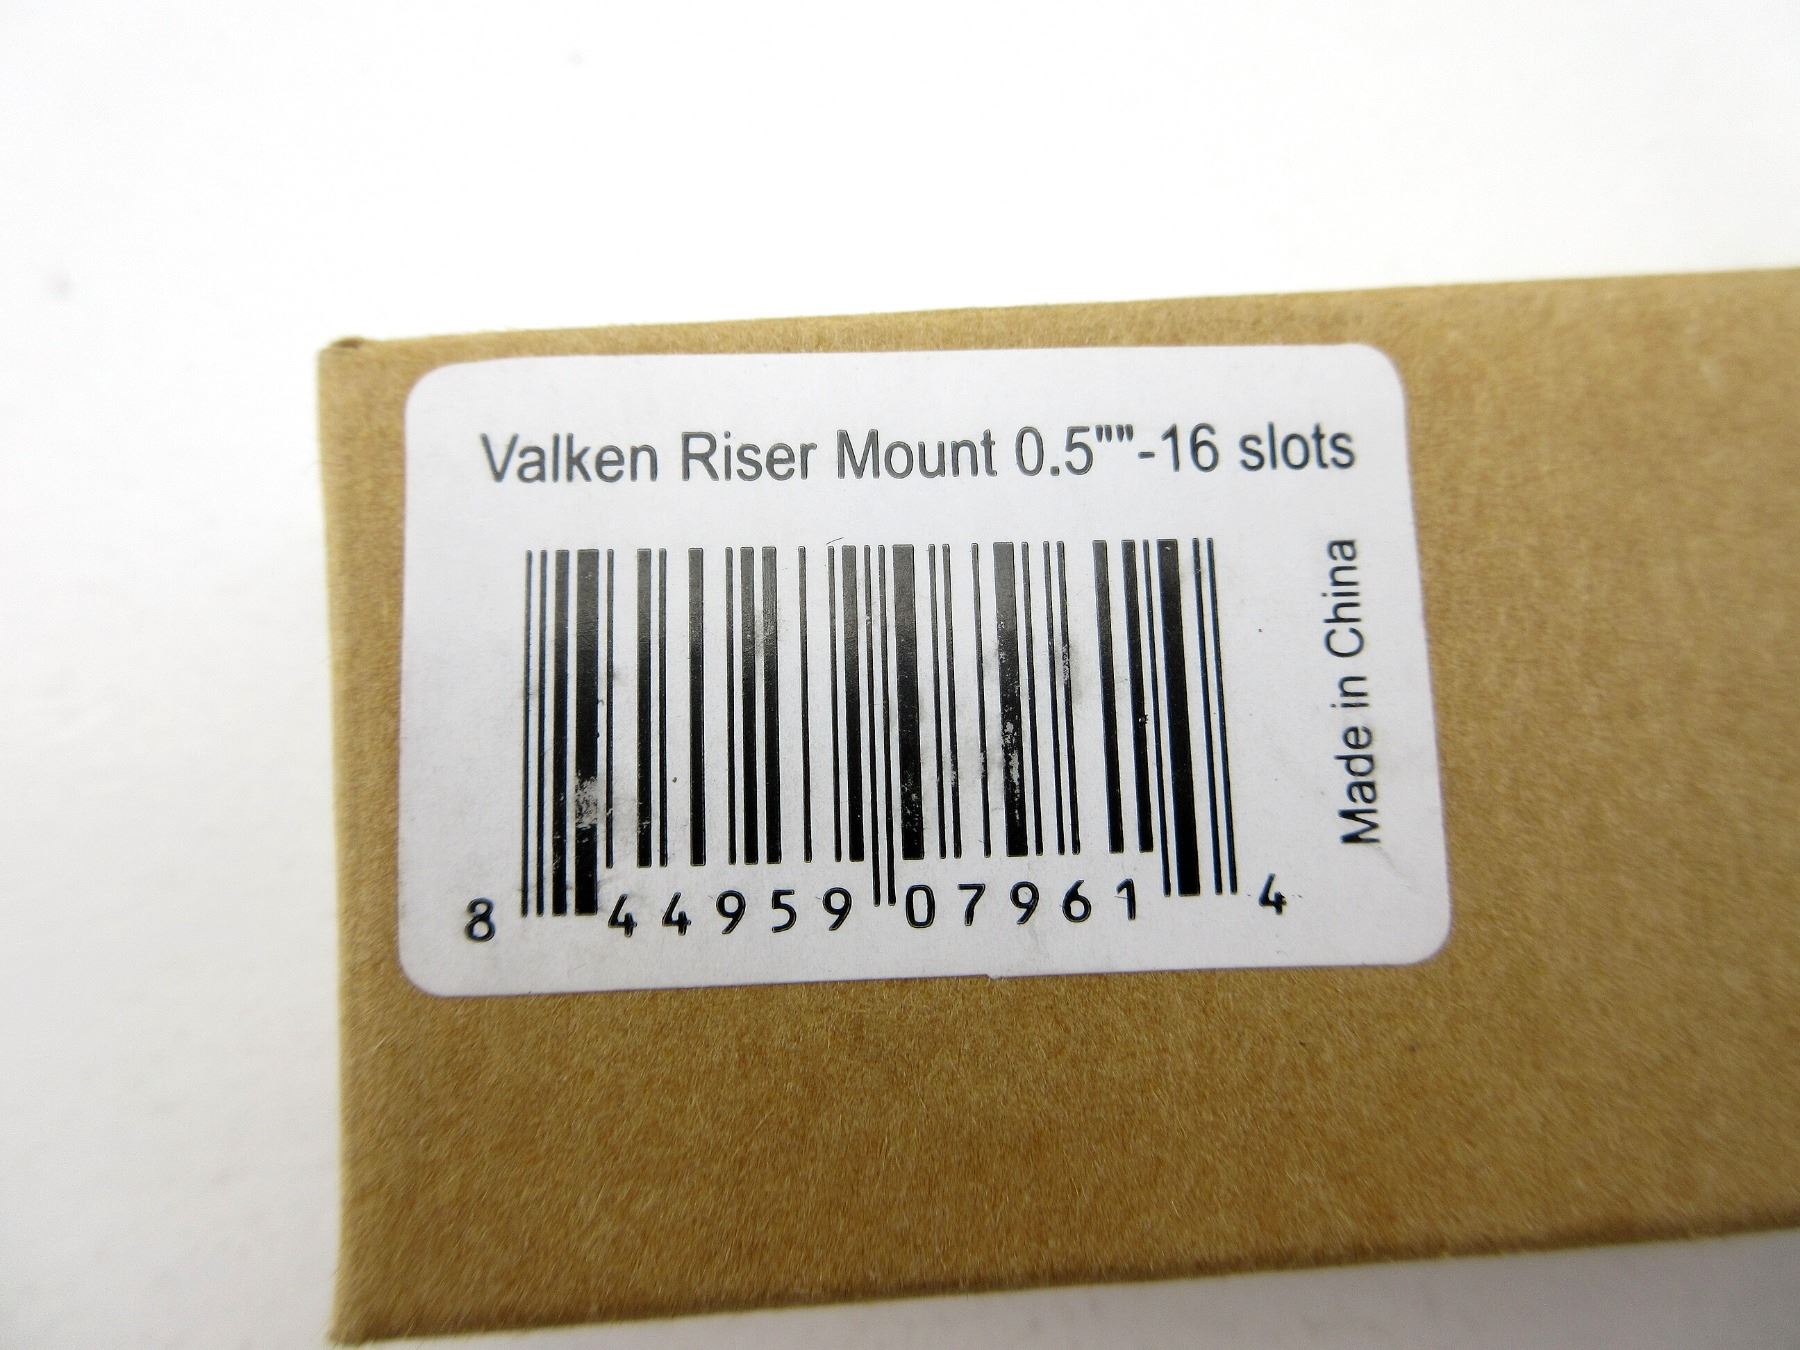 Valken Riser Mount 0.5""-16 slots
Made in China
8 44959 07961 4